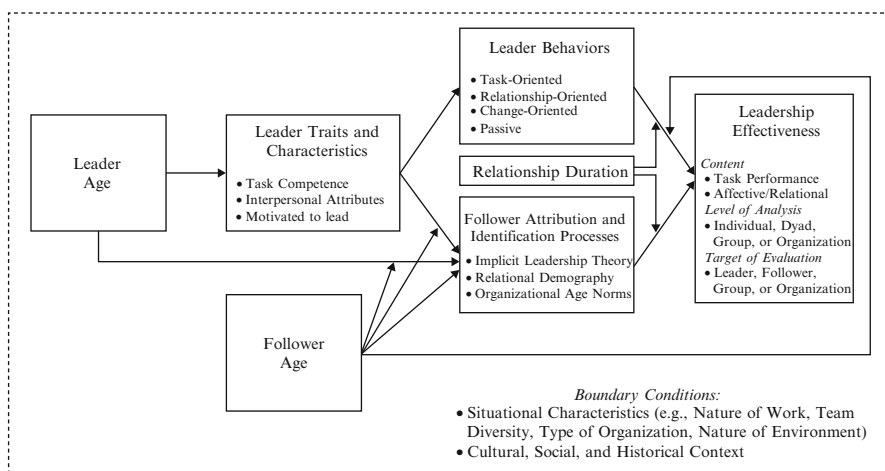 Leader
Age
Leader Traits and
Characteristics
• Task Competence
• Interpersonal Attributes
• Motivated to lead
Leader Behaviors
• Task-Oriented
• Relationship-Oriented
• Change-Oriented
• Passive
Relationship Duration
Follower Attribution and
Identification Processes
• Implicit Leadership Theory
• Relational Demography
• Organizational Age Norms
Leadership
Effectiveness
Content
• Task Performance
• Affective/Relational
Level of Analysis
• Individual, Dyad,
Group, or Organization
Target of Evaluation
• Leader, Follower,
Group, or Organization
Follower
Age
Boundary Conditions:
• Situational Characteristics (e.g., Nature of Work, Team
Diversity, Type of Organization, Nature of Environment)
• Cultural, Social, and Historical Context